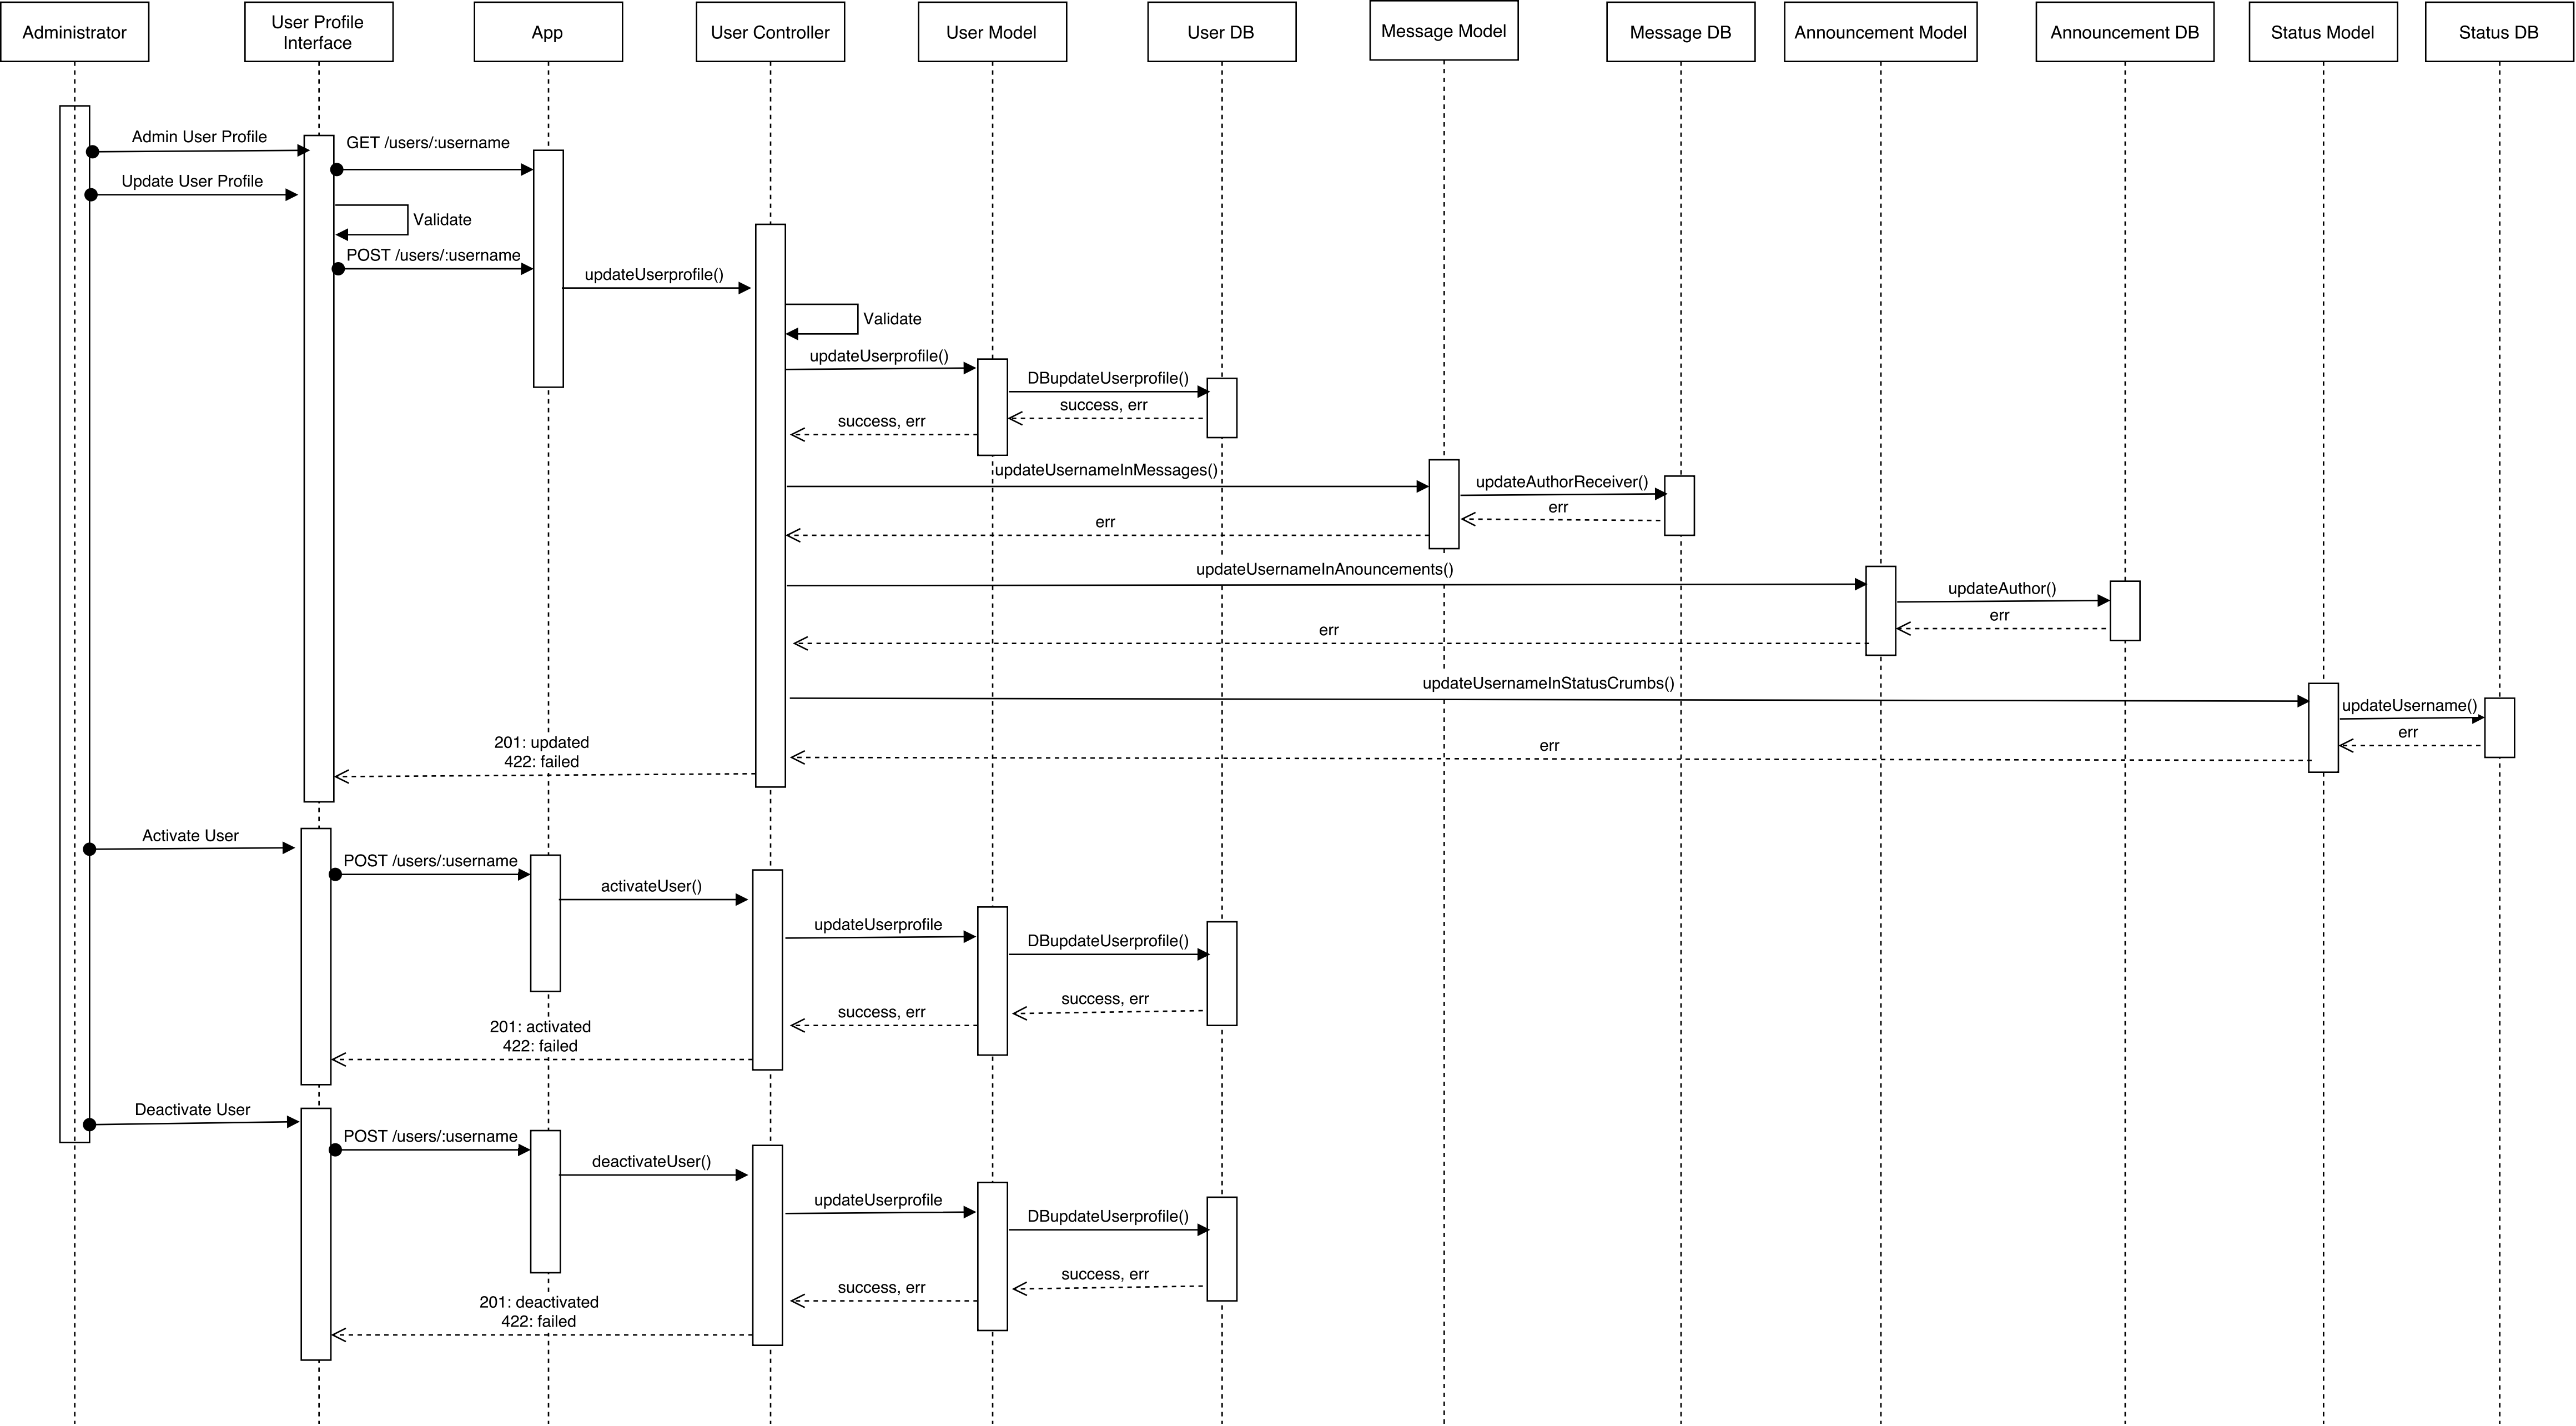 Administrator
User Profile
Interface
App
User Controller
User Model
User DB
Message Model
Message DB
Announcement Model
Announcement DB
Status Model
Status DB
Admin User Profile
GET /users/:username
Update User Profile
Validate
POST /users/:username
updateUserprofile()
Validate
updateUserprofile()
DBupdateUserprofile()
success, err
success, err
updateUsernameInMessages()
updateAuthorReceiver()
err
err
updateUsernameInAnouncements()
updateAuthor()
err
err
updateUsernameInStatusCrumbs()
updateUsername()
err
err
201: updated
422: failed
Activate User
POST /users/:username
activateUser()
updateUserprofile
DBupdateUserprofile()
success, err
success, err
201: activated
422: failed
Deactivate User
POST /users/:username
deactivateUser()
updateUserprofile
DBupdateUserprofile()
success, err
success, err
201: deactivated
422: failed